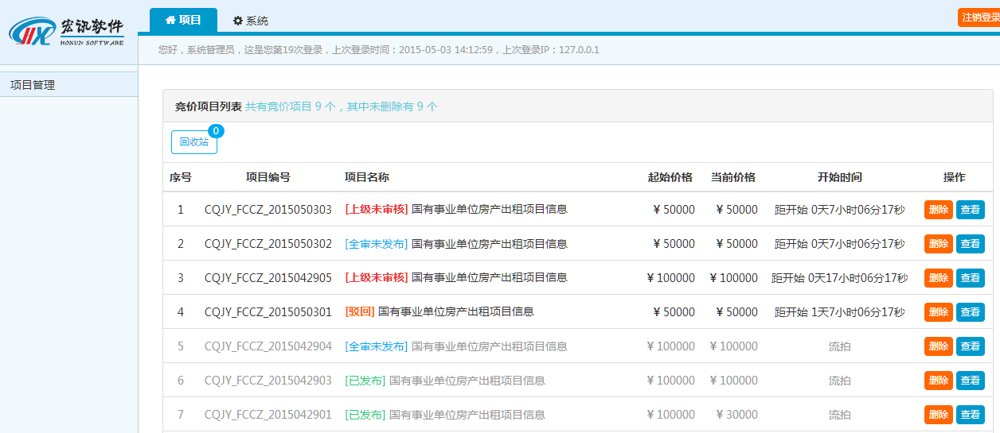 宏讯软件
HONXUN SOFTWARE
项目 系统
注销登录
您好，系统管理员，这是您第19次登录，上次登录时间：2015-05-03 14:12:59，上次登录IP：127.0.0.1
项目管理
竞价项目列表 共有竞价项目 9 个，其中未删除有 9 个
回收站 0
序号 项目编号 项目名称 起始价格 当前价格 开始时间 操作
1 CQJY_FCCZ_2015050303 [上级未审核] 国有事业单位房产出租项目信息 ¥ 50000 ¥ 50000 距开始 0天7小时06分17秒 删除 查看
2 CQJY_FCCZ_2015050302 [全审未发布] 国有事业单位房产出租项目信息 ¥ 50000 ¥ 50000 距开始 0天7小时06分17秒 删除 查看
3 CQJY_FCCZ_2015042905 [上级未审核] 国有事业单位房产出租项目信息 ¥ 100000 ¥ 100000 距开始 0天17小时06分17秒 删除 查看
4 CQJY_FCCZ_2015050301 [驳回] 国有事业单位房产出租项目信息 ¥ 50000 ¥ 50000 距开始 1天7小时06分17秒 删除 查看
5 CQJY_FCCZ_2015042904 [全审未发布] 国有事业单位房产出租项目信息 ¥ 100000 ¥ 100000 流拍 删除 查看
6 CQJY_FCCZ_2015042903 [已发布] 国有事业单位房产出租项目信息 ¥ 100000 ¥ 100000 流拍 删除 查看
7 CQJY_FCCZ_2015042901 [已发布] 国有事业单位房产出租项目信息 ¥ 100000 ¥ 30000 流拍 删除 查看